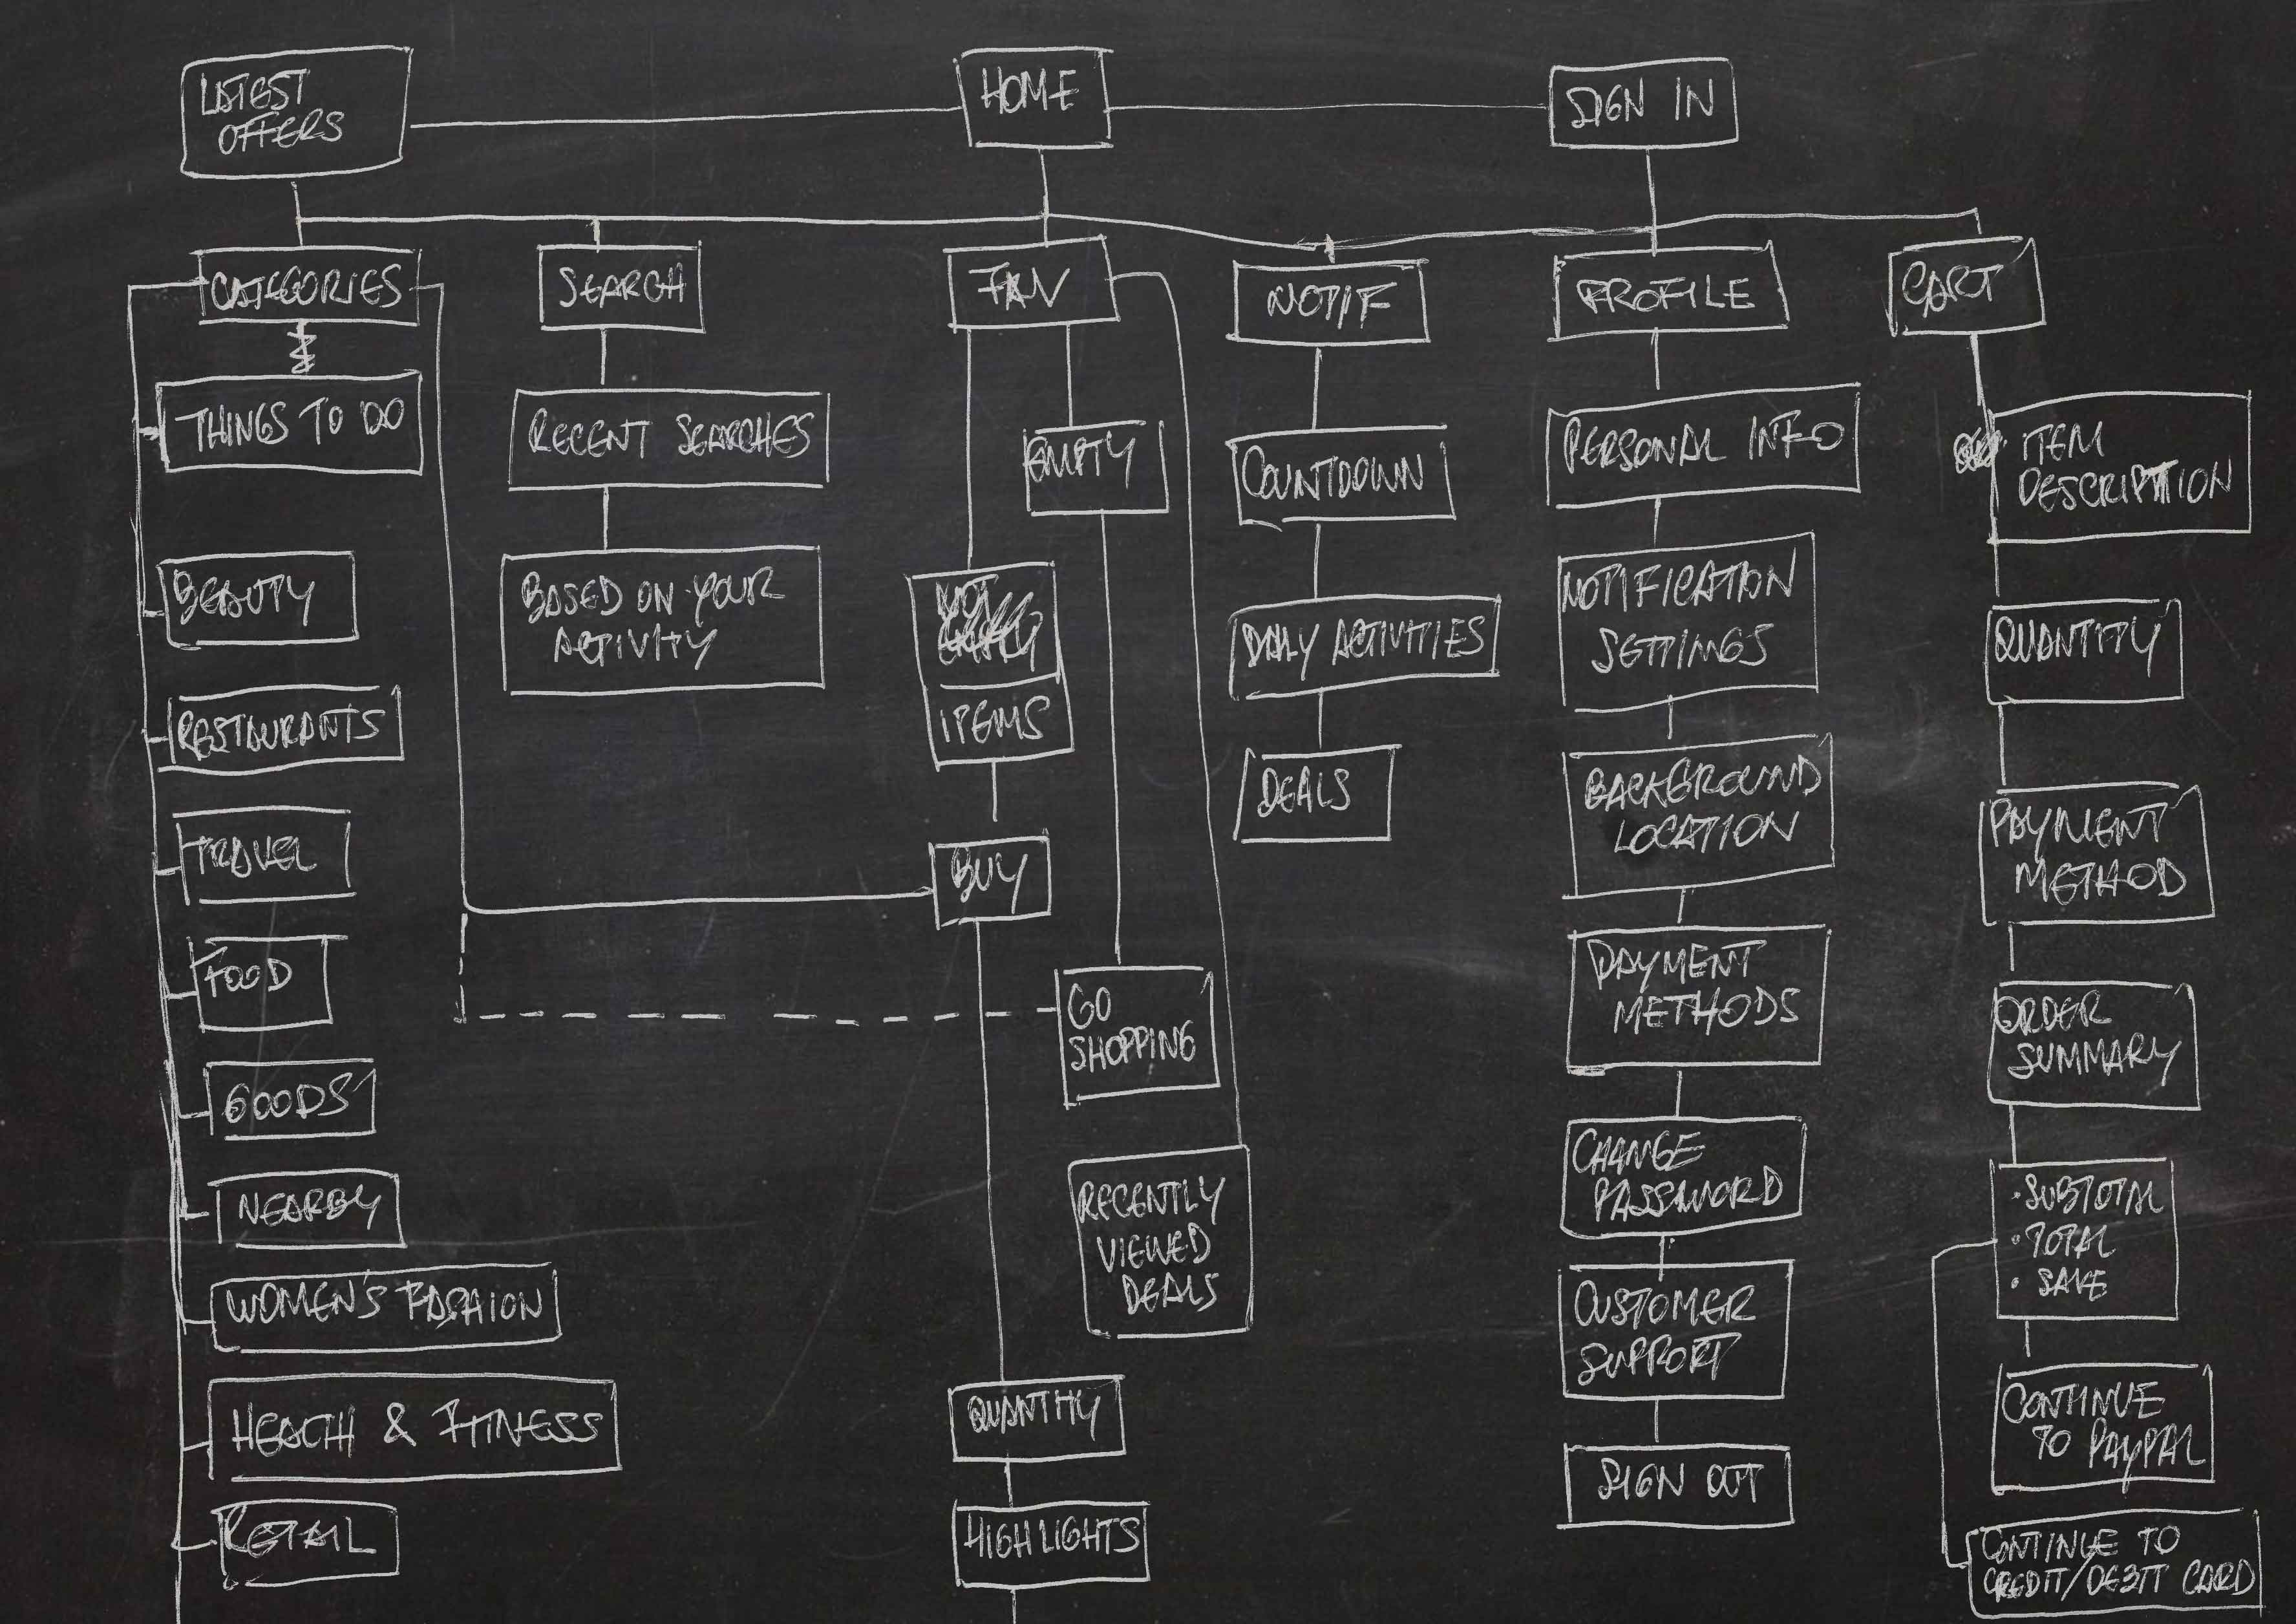 LATEST
OFFERS
HOME
SIGN IN
CATEGORIES
SEARCH
FAV
NOTIF
PROFILE
CART
THINGS TO DO
RECENT SEARCHES
EMPTY
COUNTDOWN
PERSONAL INFO
ITEM
DESCRIPTION
BEAUTY
BASED ON YOUR
ACTIVITY
NOT
ITEMS
DAILY ACTIVITIES
NOTIFICATION
SETTINGS
QUANTITY
RESTAURANTS
DEALS
BACKGROUND
LOCATION
PAYMENT
METHOD
TRAVEL
BUY
FOOD
GO
SHOPPING
PAYMENT
METHODS
ORDER
SUMMARY
GOODS
NEARBY
RECENTLY
VIEWED
DEALS
CHANGE
PASSWORD
• SUBTOTAL
• TOTAL
• SAVE
WOMEN'S FASHION
CUSTOMER
SUPPORT
HEALTH & FITNESS
QUANTITY
CONTINUE
TO PAYPAL
RETAIL
HIGHLIGHTS
SIGN OUT
CONTINUE TO
CREDIT/DEBIT CARD